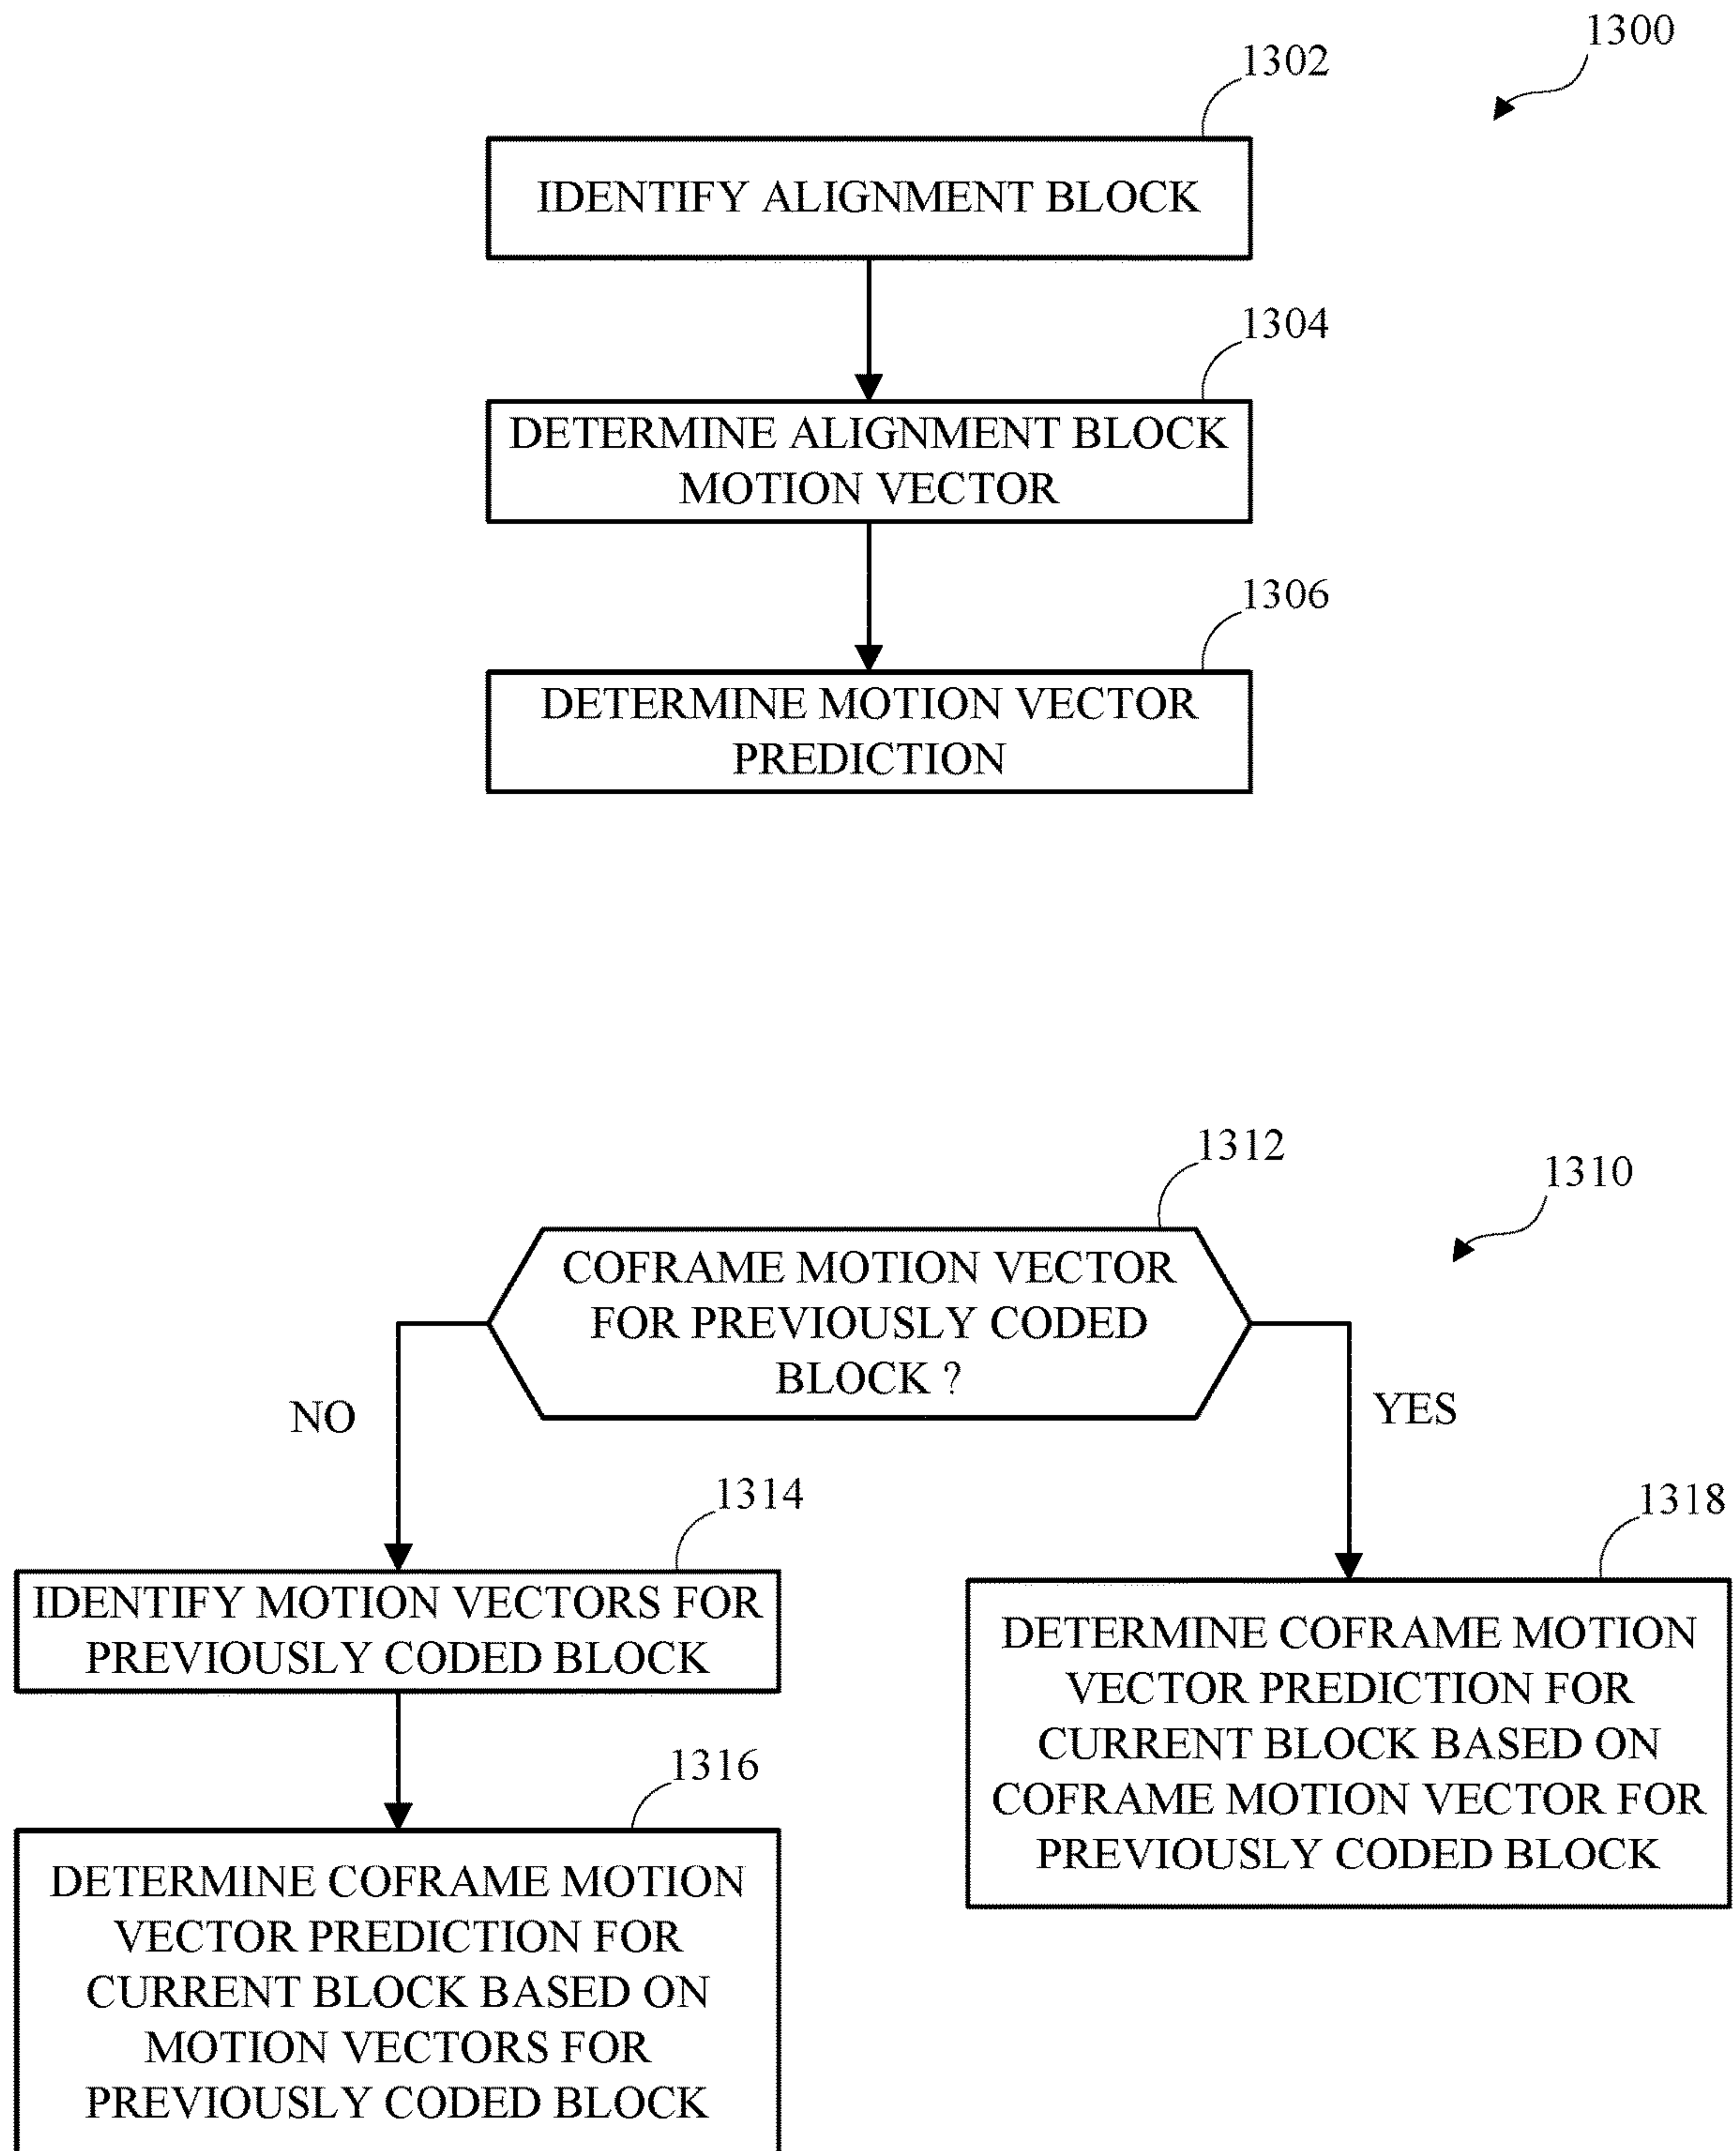 1300
1302
IDENTIFY ALIGNMENT BLOCK
1304
DETERMINE ALIGNMENT BLOCK
MOTION VECTOR
1306
DETERMINE MOTION VECTOR
PREDICTION
1312
1310
COFRAME MOTION VECTOR
FOR PREVIOUSLY CODED
BLOCK ?
NO
YES
1314
IDENTIFY MOTION VECTORS FOR
PREVIOUSLY CODED BLOCK
1318
DETERMINE COFRAME MOTION
VECTOR PREDICTION FOR
CURRENT BLOCK BASED ON
COFRAME MOTION VECTOR FOR
PREVIOUSLY CODED BLOCK
1316
DETERMINE COFRAME MOTION
VECTOR PREDICTION FOR
CURRENT BLOCK BASED ON
MOTION VECTORS FOR
PREVIOUSLY CODED BLOCK